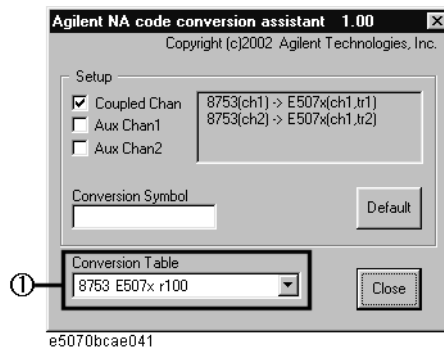 Agilent NA code conversion assistant 1.00
Copyright (c)2002 Agilent Technologies, Inc.
Setup
Coupled Chan
Aux Chan1
Aux Chan2
8753(ch1) -> E507x(ch1,tr1)
8753(ch2) -> E507x(ch1,tr2)
Conversion Symbol
Default
Conversion Table
①
8753 E507x r100
Close
e5070bcae041